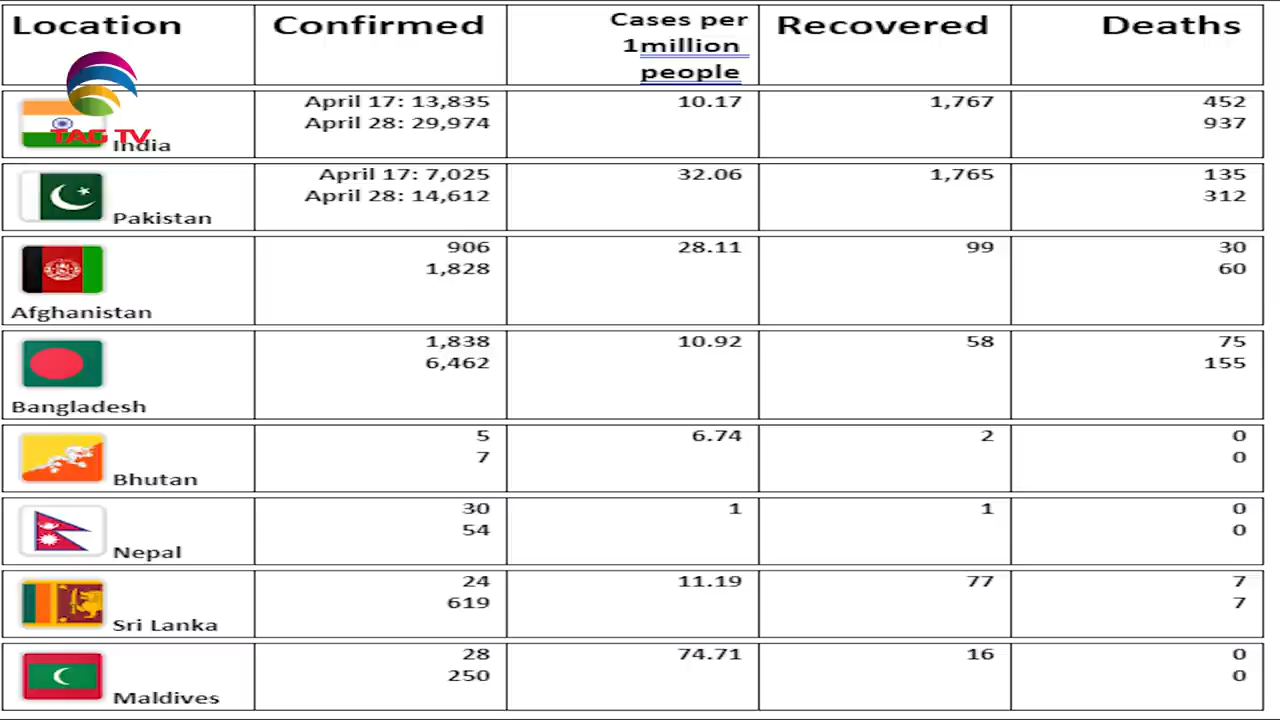 Location Confirmed Cases per 1million people Recovered Deaths
TAG TV
India April 17: 13,835 10.17 1,767 452
April 28: 29,974 937
Pakistan April 17: 7,025 32.06 1,765 135
April 28: 14,612 312
Afghanistan 906 28.11 99 30
1,828 60
Bangladesh 1,838 10.92 58 75
6,462 155
Bhutan 5 6.74 2 0
7 0
Nepal 30 1 1 0
54 0
Sri Lanka 24 11.19 77 7
619 7
Maldives 28 74.71 16 0
250 0